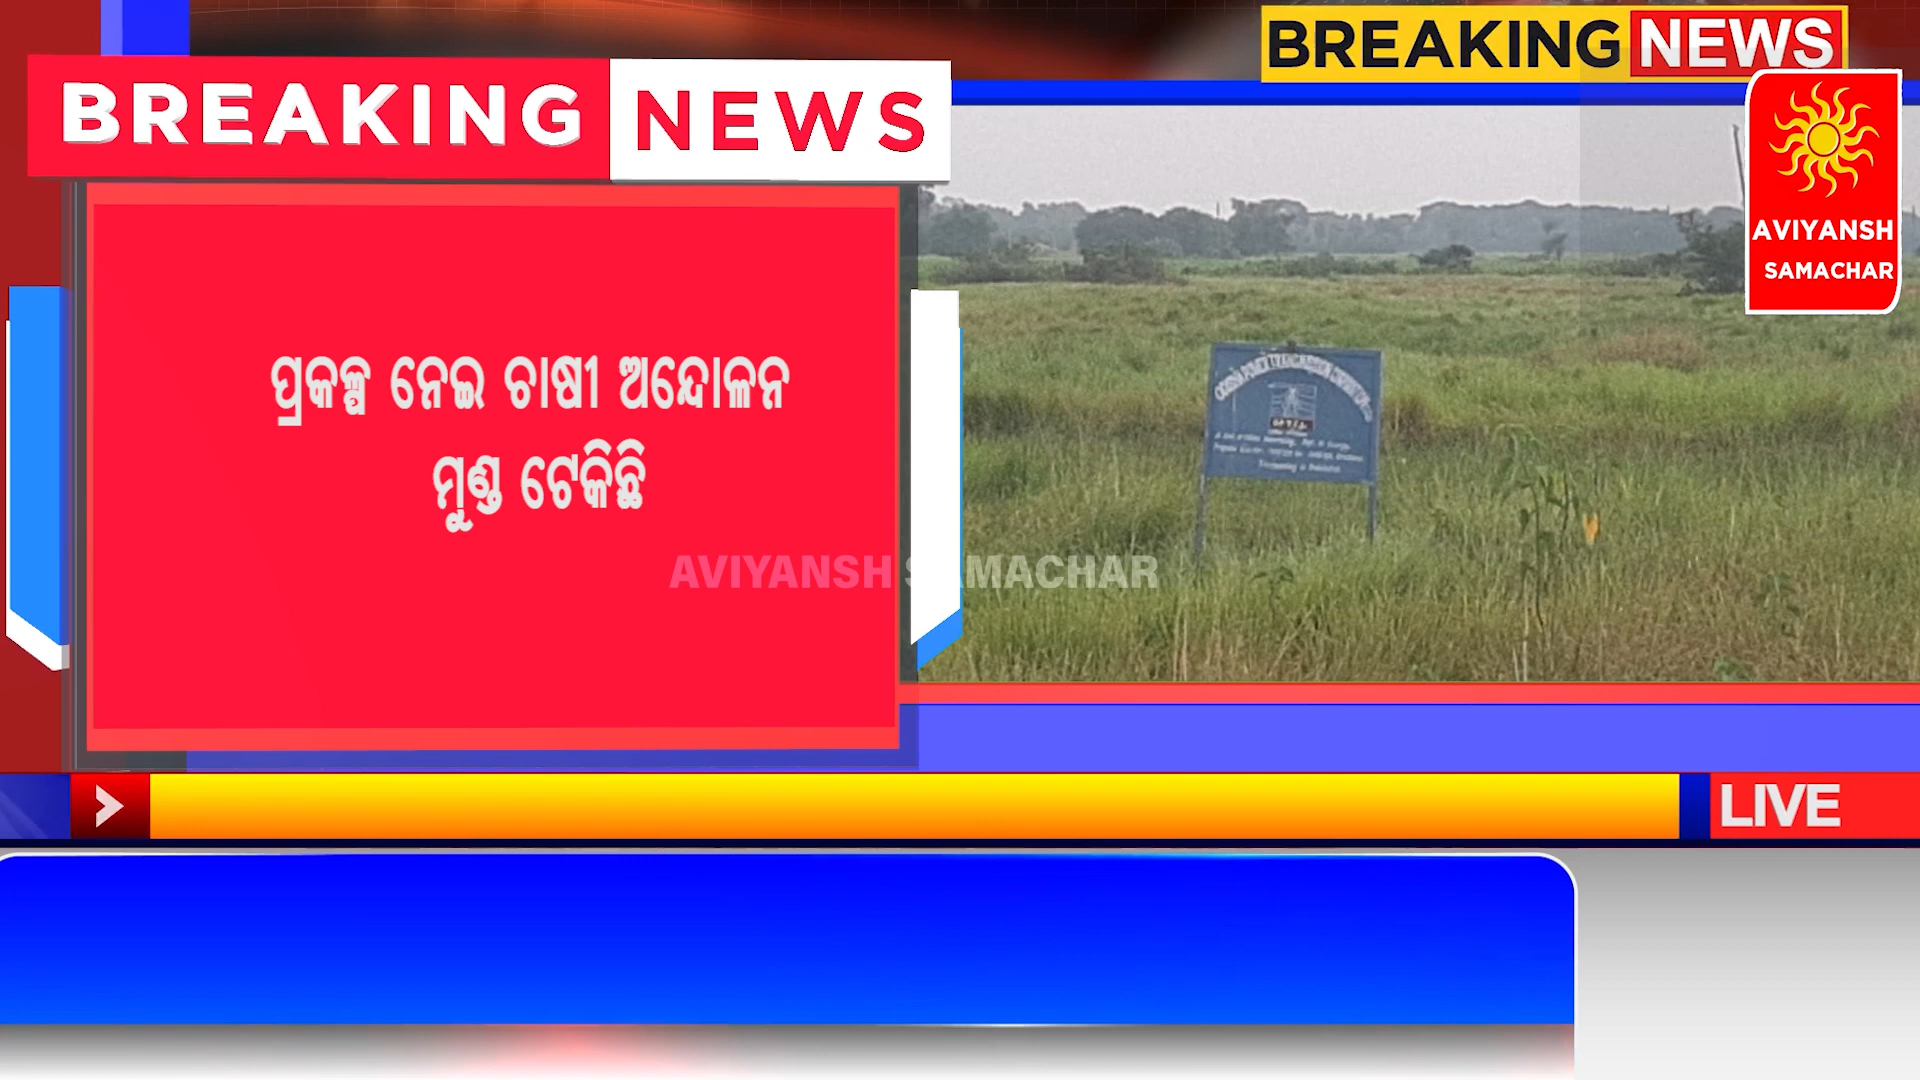 BREAKING NEWS
BREAKING NEWS
AVIYANSH
SAMACHAR
ପ୍ରକଳ୍ପ ନେଇ ଚାଷୀ ଅନ୍ଦୋଳନ
ମୁଣ୍ଡ ଟେକିଛି
AVIYANSH SAMACHAR
LIVE